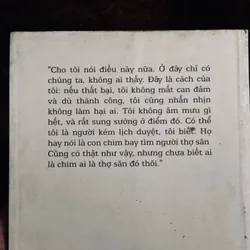 "Cho tôi nói điều này nữa. Ở đây chỉ có
chúng ta, không ai thấy. Đây là cách của
tôi: nếu thất bại, tôi không mất can đảm
và dù thành công, tôi cũng nhẫn nhịn
không làm hại ai. Tôi không âm mưu gì
hết, và rất sung sướng ở điểm đó. Có thể
tôi là người kém lịch duyệt, tôi biết. Họ
hay nói là con chim bay tìm người thợ săn
Cũng có thật như vậy, nhưng chưa biết ai
là chim ai là thợ săn đó thôi."